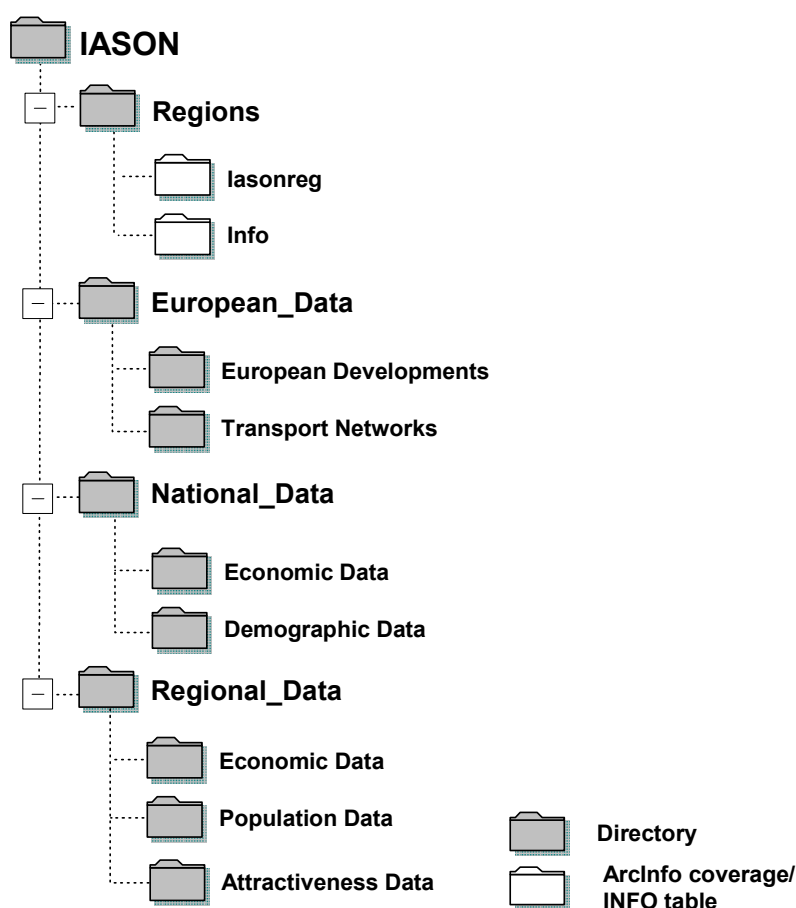 IASON
Regions
Iasonreg
Info
European_Data
European Developments
Transport Networks
National_Data
Economic Data
Demographic Data
Regional_Data
Economic Data
Population Data
Attractiveness Data
Directory
ArcInfo coverage/
INFO table